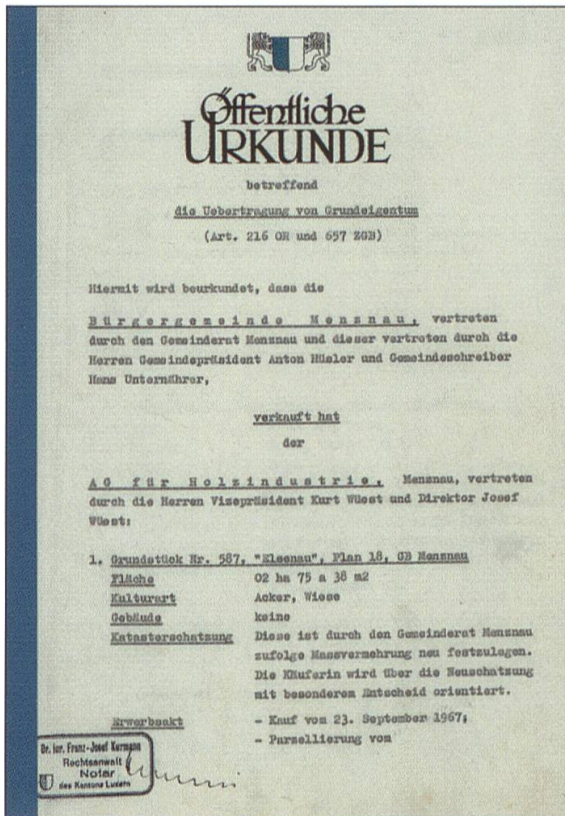 Öffentliche
URKUNDE
betreffend
die Uebertragung von Grundeigentum
(Art. 216 OR und 657 ZGB)
Hiermit wird beurkundet, dass die
Bürgergemeinde Menznau, vertreten
durch den Gemeinderat Menznau und dieser vertreten durch die
Herren Gemeindepräsident Anton Hüsler und Gemeindeschreiber
Hans Unternährer,
verkauft hat
der
AG für Holzindustrie, Menznau, vertreten
durch die Herren Vizepräsident Kurt Wüest und Direktor Josef
Wüest:
1. Grundstück Nr. 587, "Elsenau", Plan 18, GB Menznau
Fläche 02 ha 75 a 38 m2
Kulturart Acker, Wiese
Gebäude keine
Katasterschatzung Diese ist durch den Gemeinderat Menznau
zufolge Massvermehrung neu festzulegen.
Die Käuferin wird über die Neuschatzung
mit besonderem Entscheid orientiert.
Erwerbsakt - Kauf vom 23. September 1967;
- Parzellierung vom
Dr. iur. Franz-Josef Kurmann
Rechtsanwalt
Notar
des Kantons Luzern